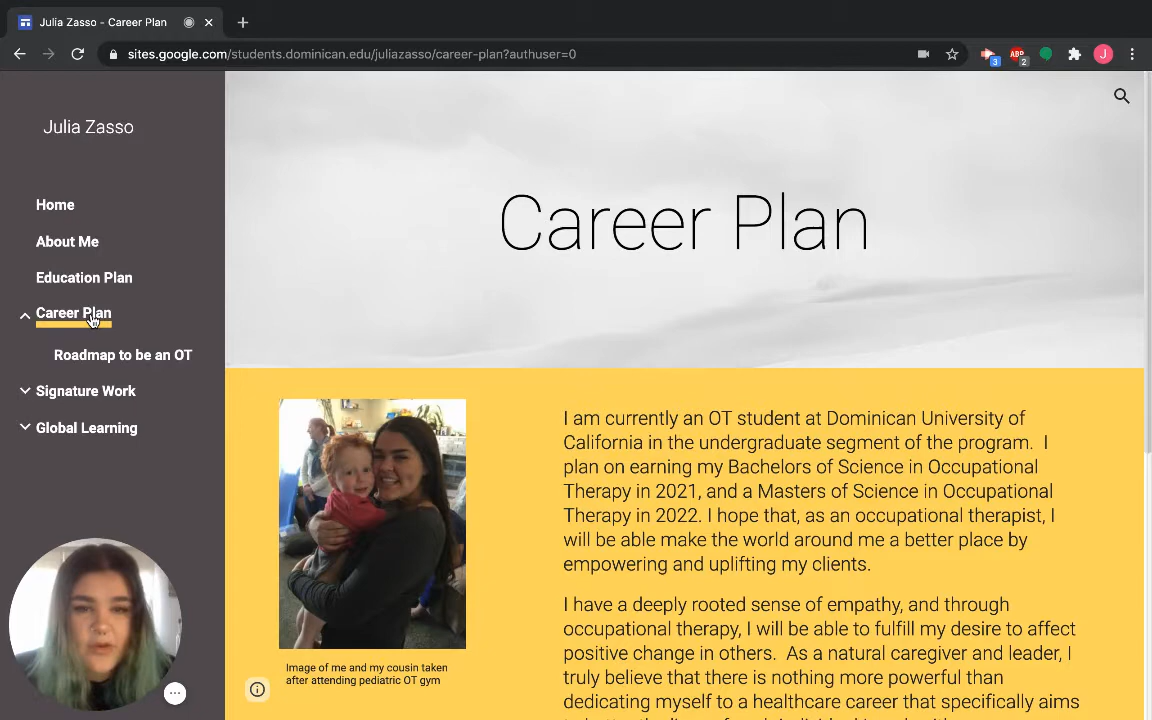 Julia Zasso - Career Plan
sites.google.com/students.dominican.edu/juliazasso/career-plan?authuser=0
3
ABP
2
J
Julia Zasso
Home
About Me
Education Plan
Career Plan
Roadmap to be an OT
Signature Work
Global Learning
Career Plan
I am currently an OT student at Dominican University of
California in the undergraduate segment of the program.  I
plan on earning my Bachelors of Science in Occupational
Therapy in 2021, and a Masters of Science in Occupational
Therapy in 2022. I hope that, as an occupational therapist, I
will be able make the world around me a better place by
empowering and uplifting my clients.
I have a deeply rooted sense of empathy, and through
occupational therapy, I will be able to fulfill my desire to affect
positive change in others.  As a natural caregiver and leader, I
truly believe that there is nothing more powerful than
dedicating myself to a healthcare career that specifically aims
Image of me and my cousin taken
after attending pediatric OT gym